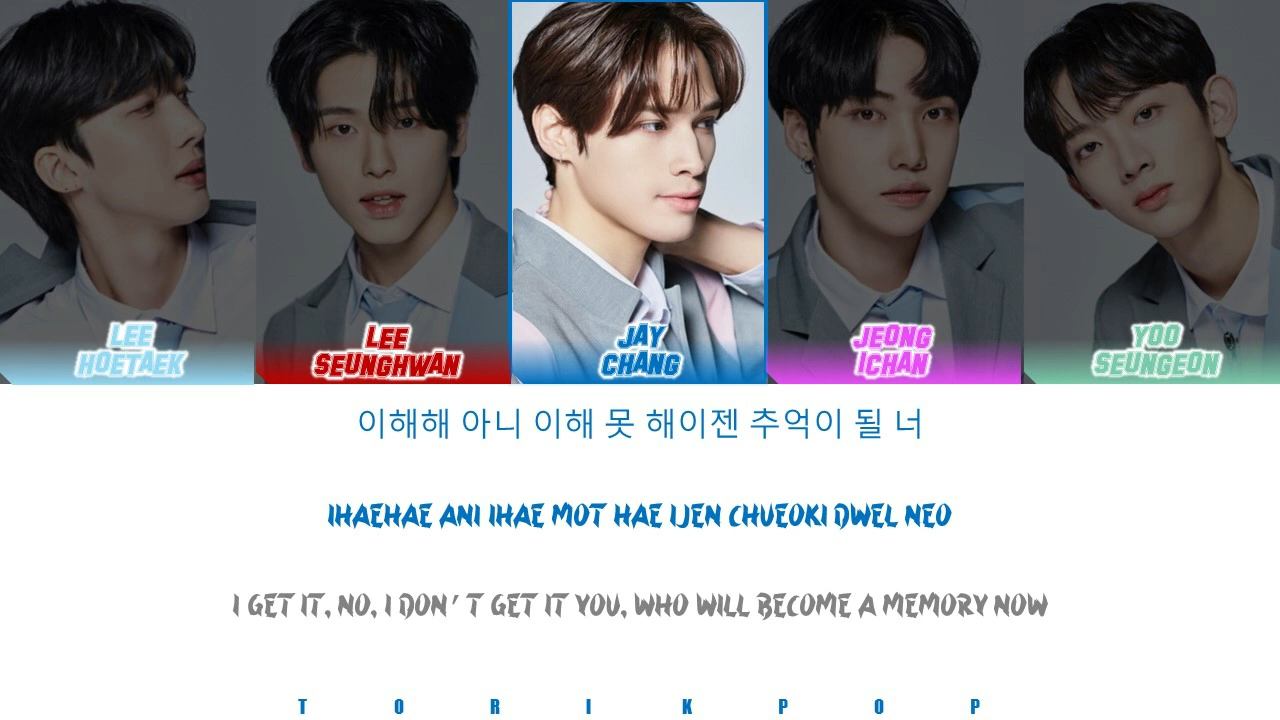 LEE
HOETAEK
LEE
SEUNGHWAN
JAY
CHANG
JEONG
ICHAN
YOO
SEUNGEON
이해해 아니 이해 못 해이젠 추억이 될 너
IHAEHAE ANI IHAE MOT HAE IJEN CHUEOKI DWEL NEO
I GET IT, NO, I DON'T GET IT YOU, WHO WILL BECOME A MEMORY NOW
T O R I K P O P